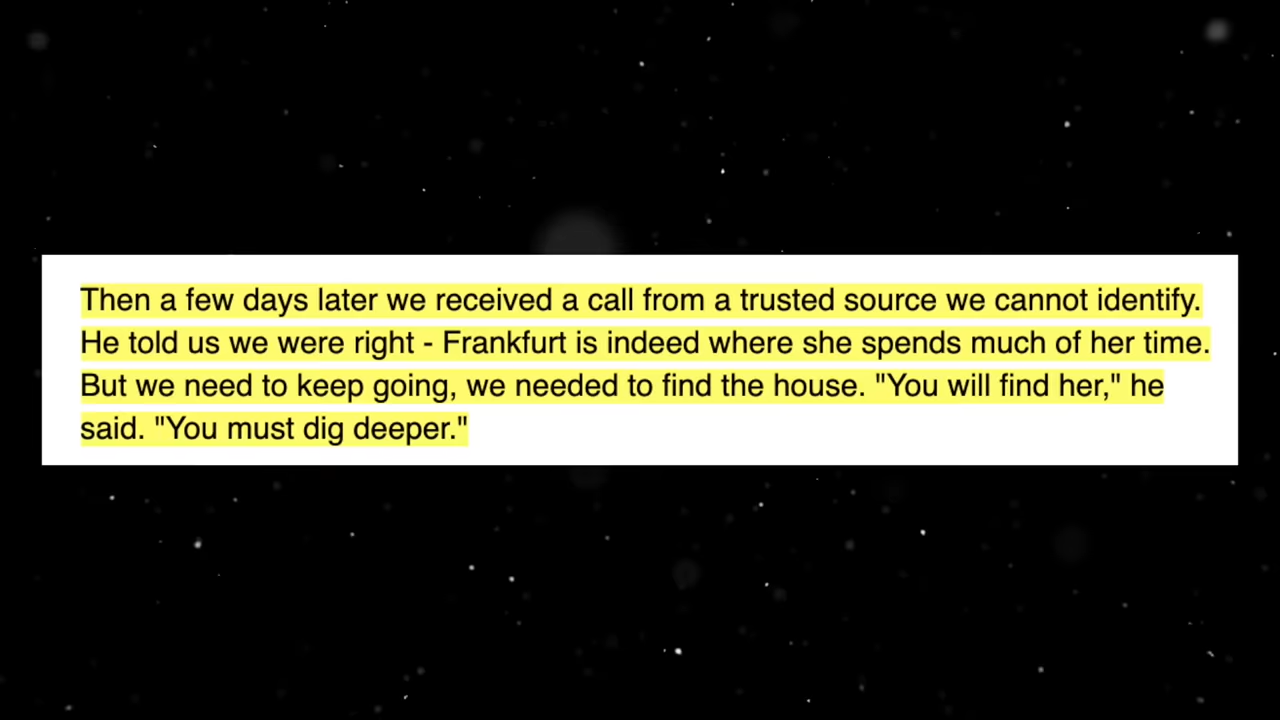 Then a few days later we received a call from a trusted source we cannot identify.
He told us we were right - Frankfurt is indeed where she spends much of her time.
But we need to keep going, we needed to find the house. "You will find her," he
said. "You must dig deeper."